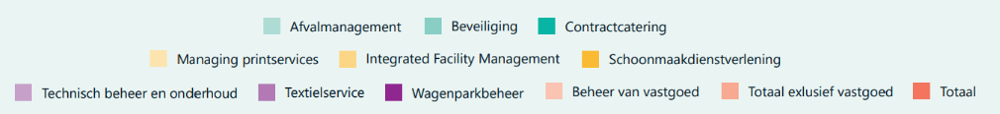 Afvalmanagement Beveiliging Contractcatering
Managing printservices Integrated Facility Management Schoonmaakdienstverlening
Technisch beheer en onderhoud Textielservice Wagenparkbeheer Beheer van vastgoed Totaal exlusief vastgoed Totaal